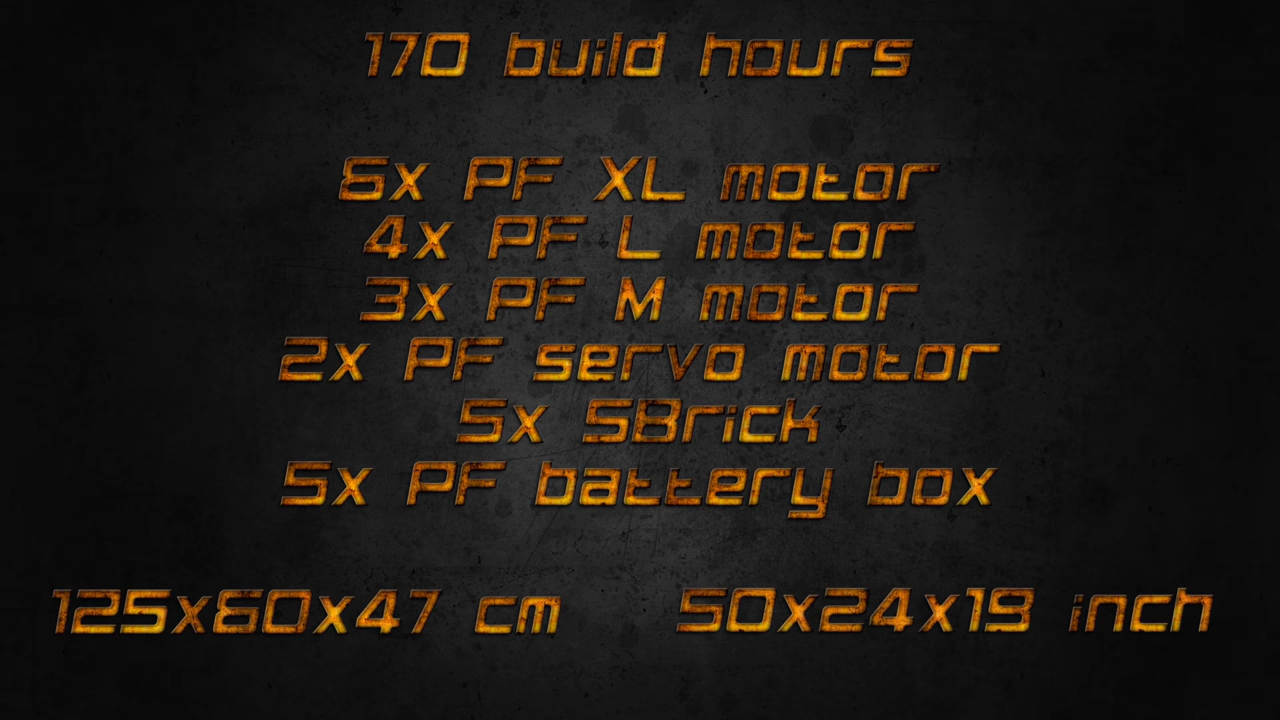 170 build hours
6x PF XL motor
4x PF L motor
3x PF M motor
2x PF servo motor
5x SBrick
5x PF battery box
125x60x47 cm 50x24x19 inch